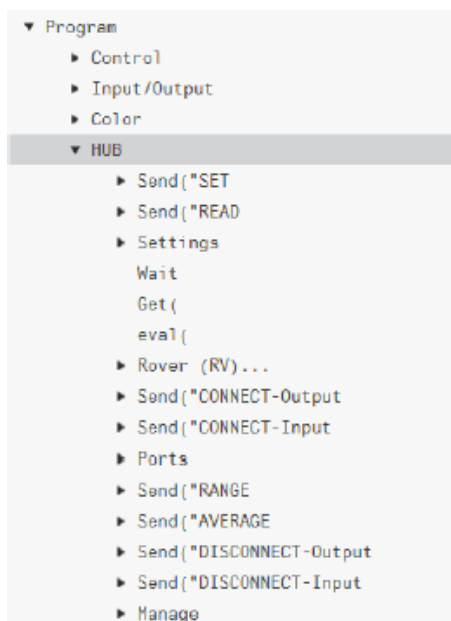 Program
Control
Input/Output
Color
HUB
Send("SET
Send("READ
Settings
Wait
Get(
eval(
Rover (RV)...
Send("CONNECT-Output
Send("CONNECT-Input
Ports
Send("RANGE
Send("AVERAGE
Send("DISCONNECT-Output
Send("DISCONNECT-Input
Manage